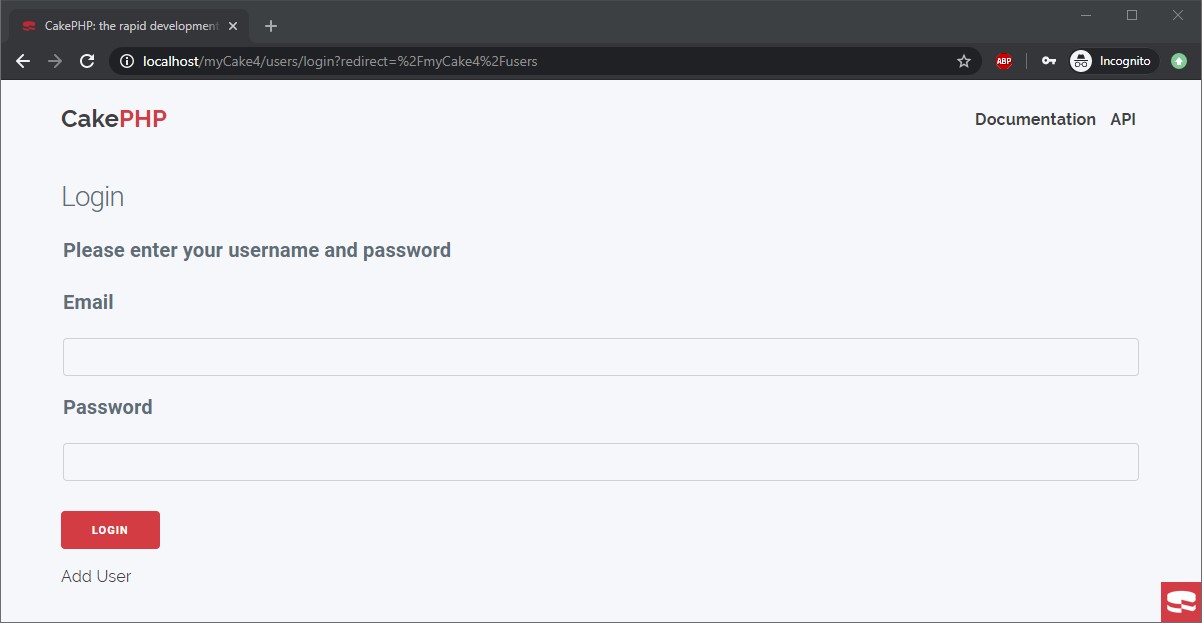 CakePHP: the rapid development
localhost/myCake4/users/login?redirect=%2FmyCake4%2Fusers
ABP
Incognito
CakePHP
Documentation API
Login
Please enter your username and password
Email
Password
LOGIN
Add User